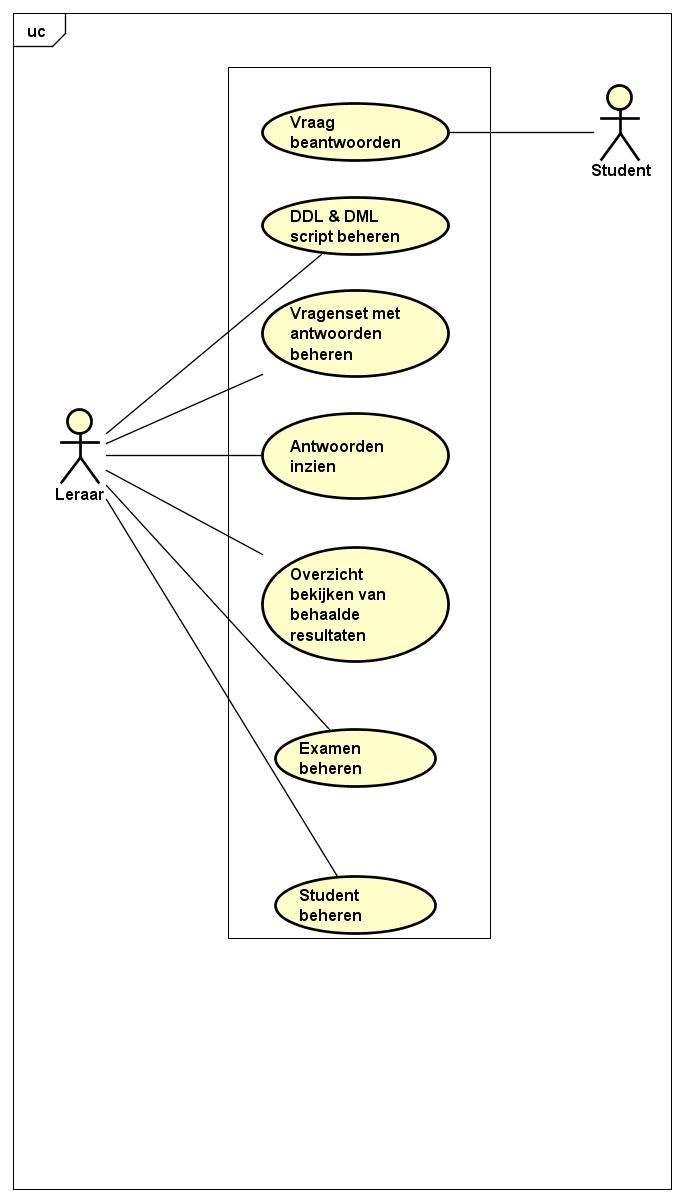 uc
Vraag
beantwoorden
Student
DDL & DML
script beheren
Vragenset met
antwoorden
beheren
Antwoorden
inzien
Leraar
Overzicht
bekijken van
behaalde
resultaten
Examen
beheren
Student
beheren